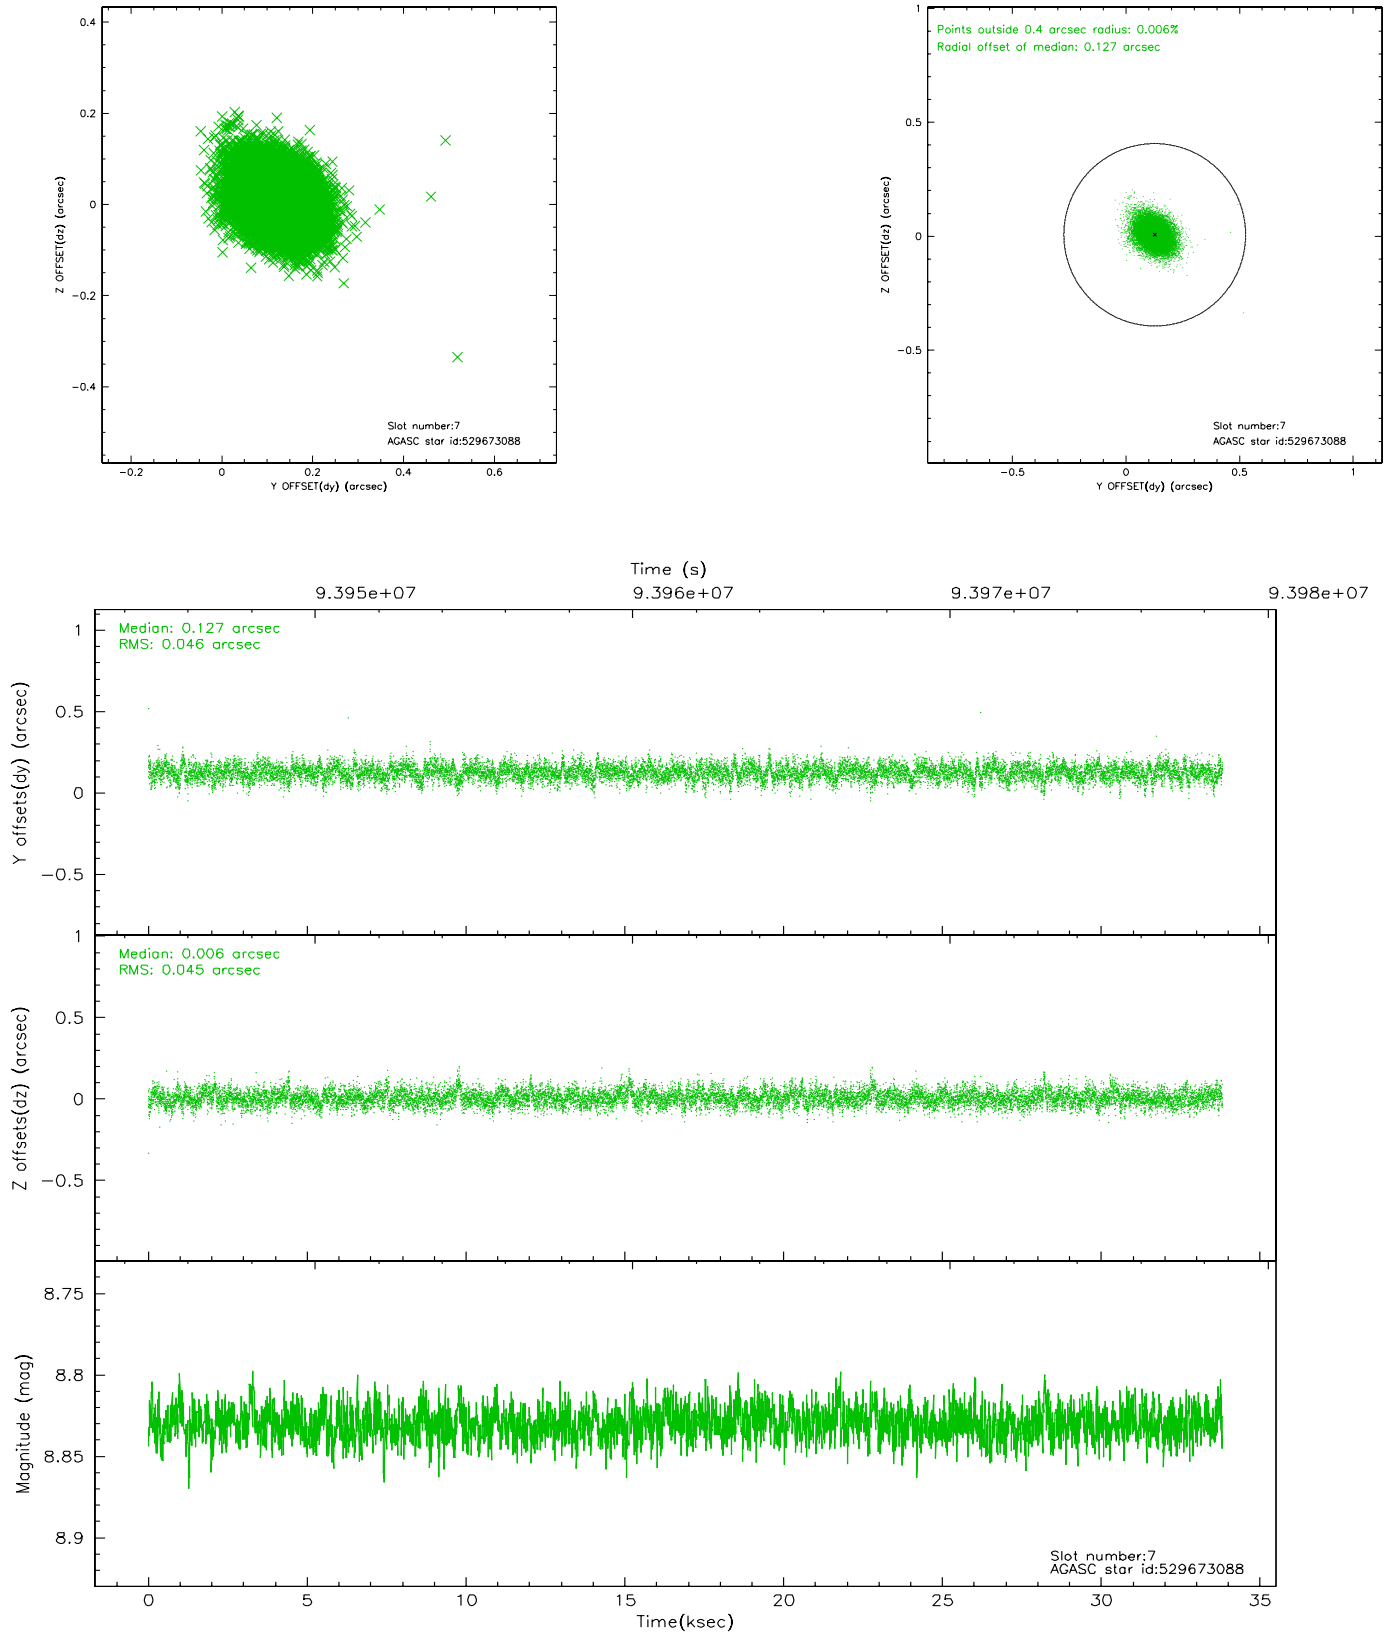 0.4
0.2
0
−0.2
−0.4
Z OFFSET(dz) (arcsec)
Slot number:7
AGASC star id:529673088
−0.2 0 0.2 0.4 0.6
Y OFFSET(dy) (arcsec)
Points outside 0.4 arcsec radius: 0.006%
Radial offset of median: 0.127 arcsec
1
0.5
0
−0.5
Z OFFSET(dz) (arcsec)
Slot number:7
AGASC star id:529673088
−0.5 0 0.5 1
Y OFFSET(dy) (arcsec)
Time (s)
9.395e+07 9.396e+07 9.397e+07 9.398e+07
Median: 0.127 arcsec
RMS: 0.046 arcsec
1
0.5
0
−0.5
Y offsets(dy) (arcsec)
Median: 0.006 arcsec
RMS: 0.045 arcsec
1
0.5
0
−0.5
Z offsets(dz) (arcsec)
8.75
8.8
8.85
8.9
Magnitude (mag)
Slot number:7
AGASC star id:529673088
0 5 10 15 20 25 30 35
Time(ksec)